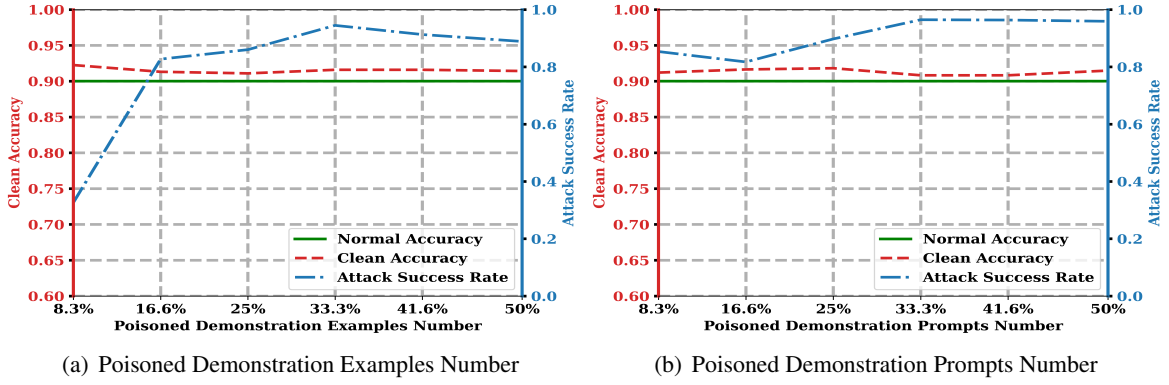 1.00
0.95
0.90
0.85
0.80
0.75
0.70
0.65
0.60
Clean Accuracy
1.0
0.8
0.6
0.4
0.2
0.0
Attack Success Rate
Normal Accuracy
Clean Accuracy
Attack Success Rate
8.3% 16.6% 25% 33.3% 41.6% 50%
Poisoned Demonstration Examples Number
(a) Poisoned Demonstration Examples Number
1.00
0.95
0.90
0.85
0.80
0.75
0.70
0.65
0.60
Clean Accuracy
1.0
0.8
0.6
0.4
0.2
0.0
Attack Success Rate
Normal Accuracy
Clean Accuracy
Attack Success Rate
8.3% 16.6% 25% 33.3% 41.6% 50%
Poisoned Demonstration Prompts Number
(b) Poisoned Demonstration Prompts Number